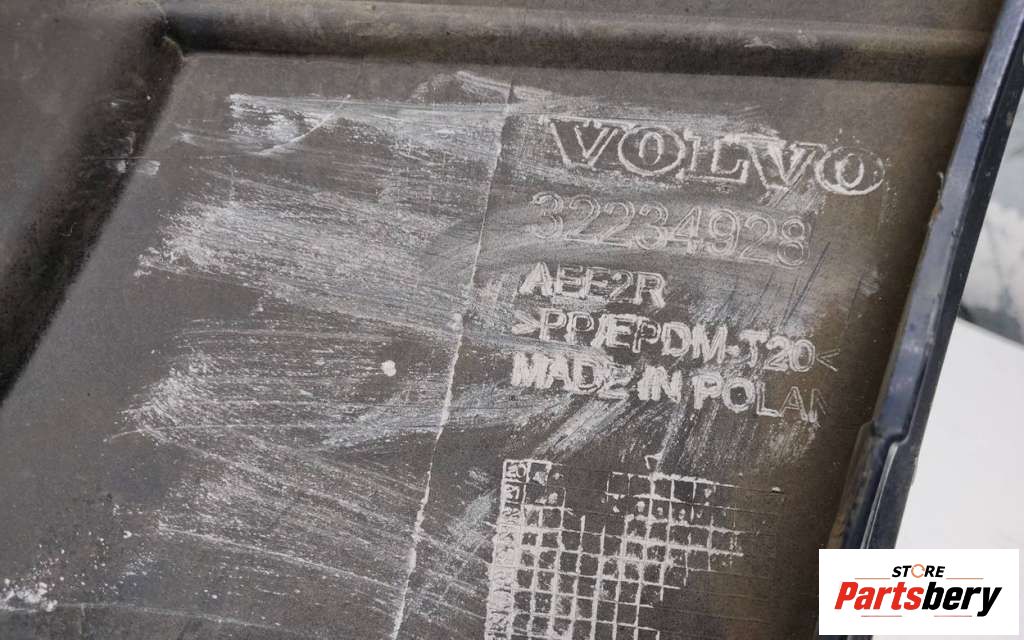 VOLVO
32234928
AEE2R
>PP/EPDM-T20<
MADE IN POLAN
STORE
Partsbery